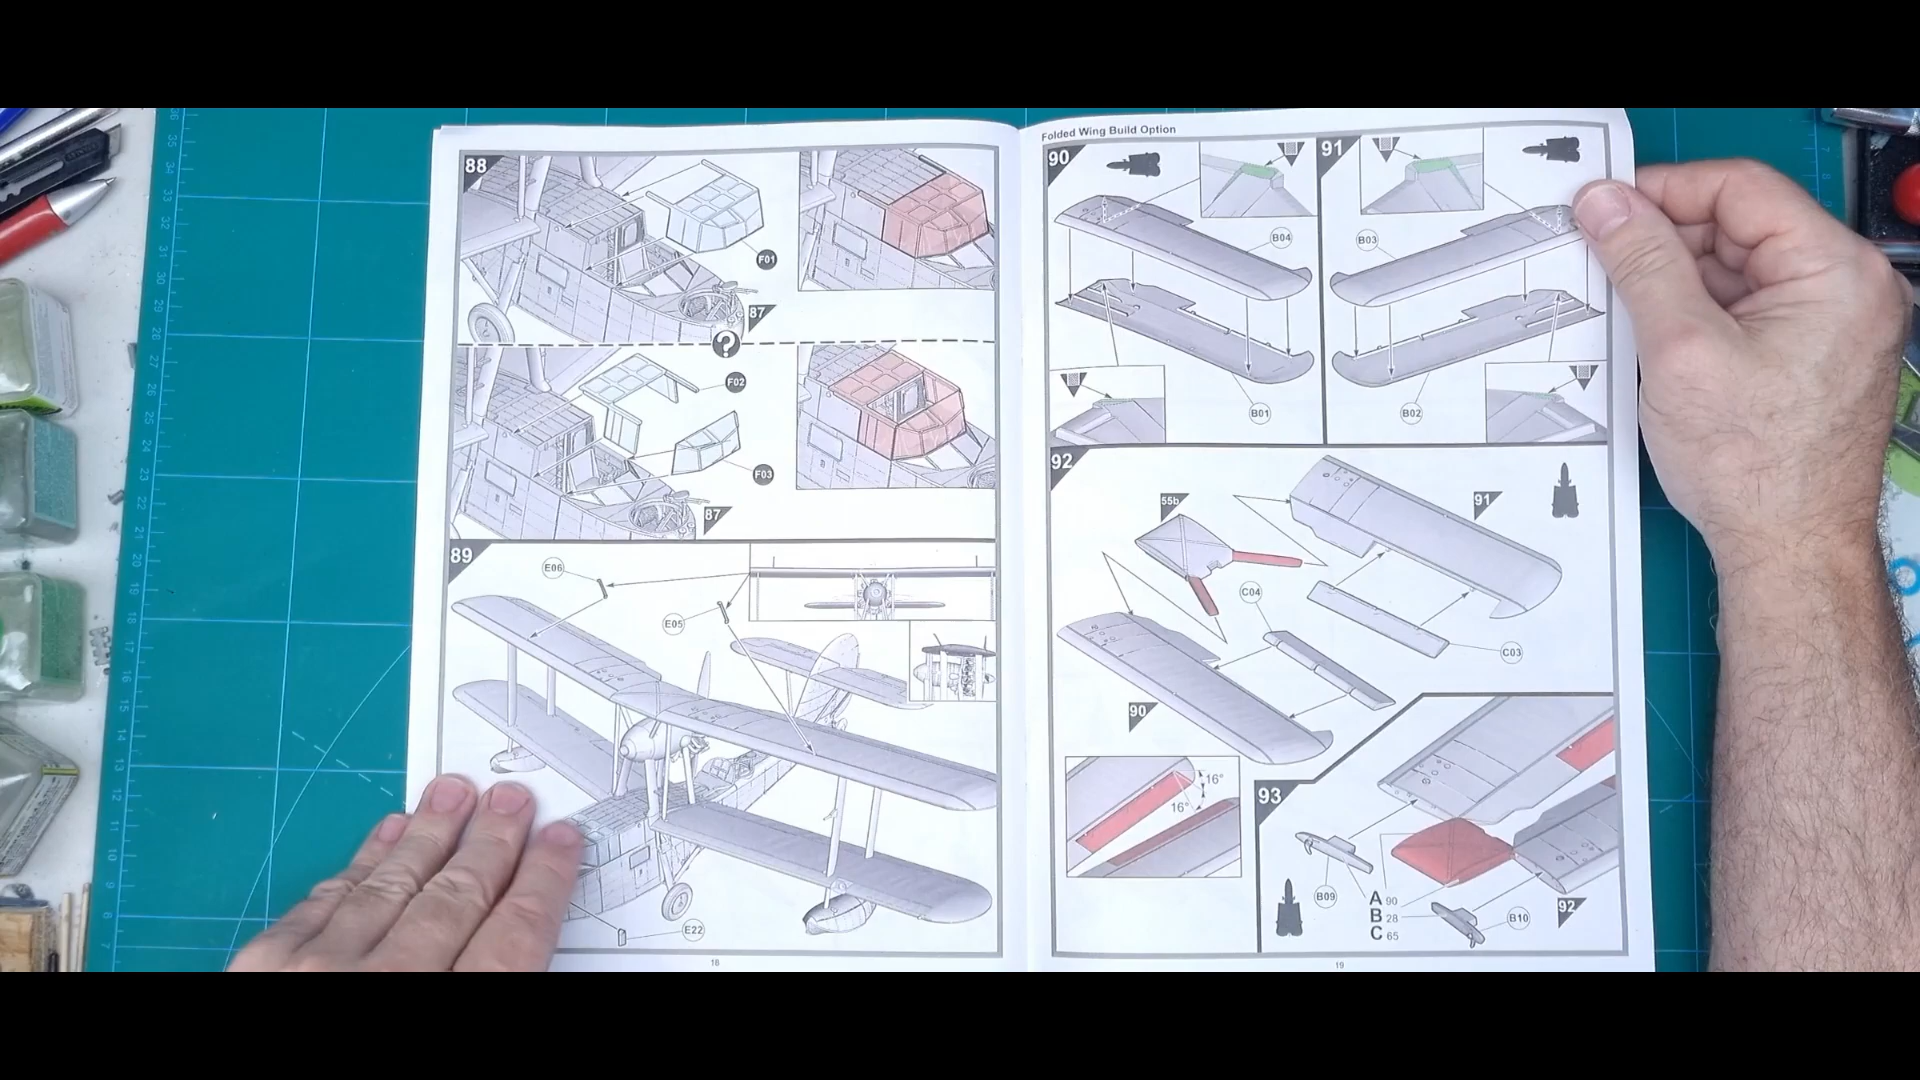 88
F01
87
?
F02
F03
87
89
E06
E05
E22
18
Folded Wing Build Option
90
B04
B01
91
B03
B02
92
55b
91
C04
C03
90
16°
16°
93
B09
A 90
B 28
C 65
B10
92
19